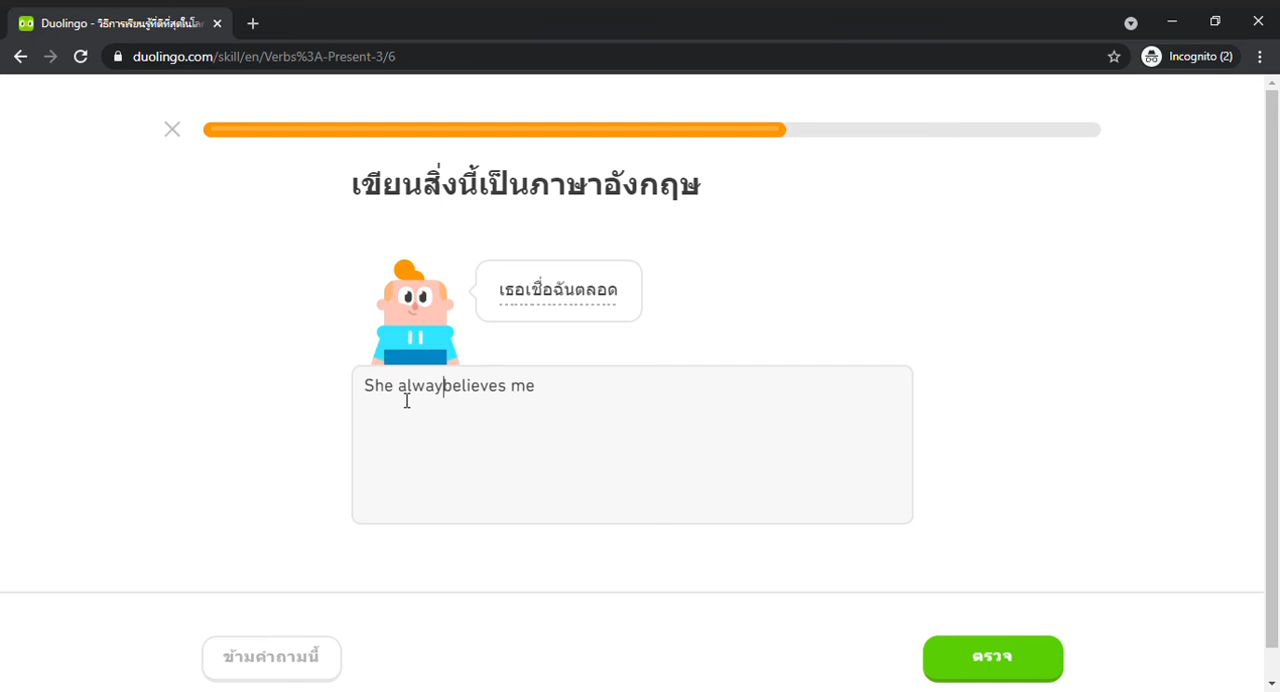 Duolingo - วิธีการเรียนรู้ที่ดีที่สุดในโล
duolingo.com/skill/en/Verbs%3A-Present-3/6
Incognito (2)
เขียนสิ่งนี้เป็นภาษาอังกฤษ
เธอเชื่อฉันตลอด
She alwaybelieves me
ข้ามคำถามนี้
ตรวจ